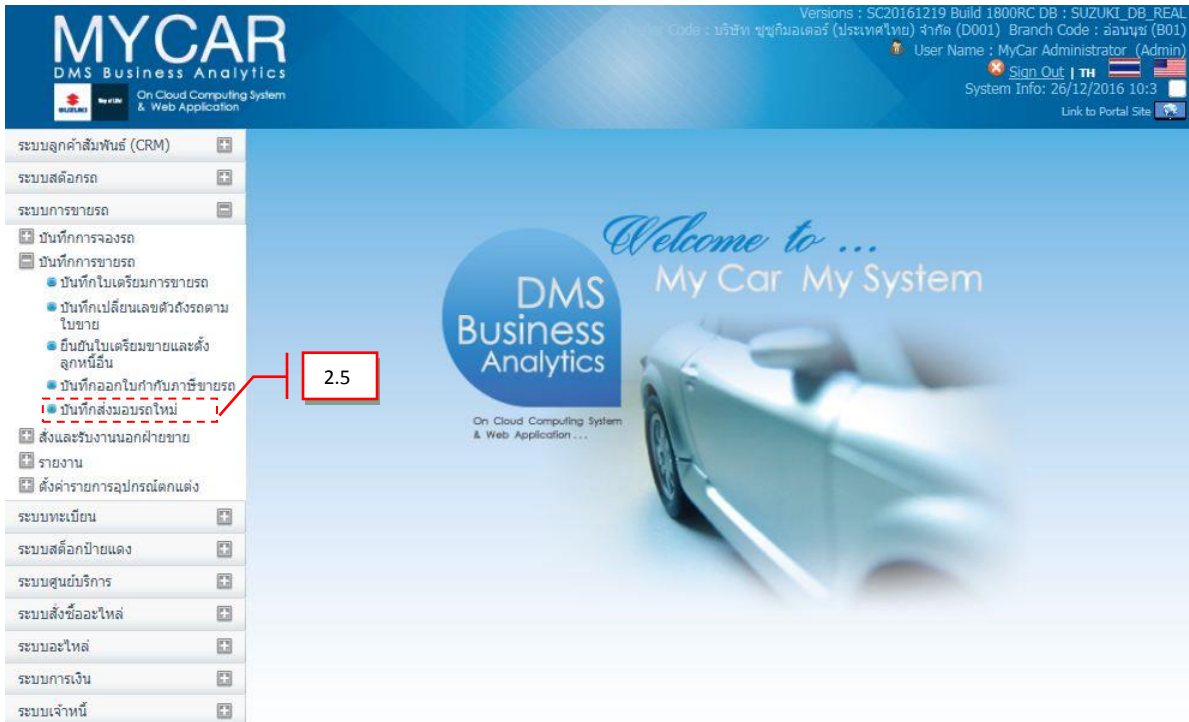 MYCAR
DMS Business Analytics
On Cloud Computing System
& Web Application
SUZUKI
Way of Life!
Versions : SC20161219 Build 1800RC DB : SUZUKI_DB_REAL
Code : บริษัท ซูซูกิมอเตอร์ (ประเทศไทย) จำกัด (D001) Branch Code : อ่อนนุช (B01)
User Name : MyCar Administrator (Admin)
Sign Out | TH
System Info: 26/12/2016 10:3
Link to Portal Site
ระบบลูกค้าสัมพันธ์ (CRM)
ระบบสต๊อกรถ
ระบบการขายรถ
บันทึกการจองรถ
บันทึกการขายรถ
บันทึกใบเตรียมการขายรถ
บันทึกเปลี่ยนเลขตัวถังรถตาม
ใบขาย
ยืนยันใบเตรียมขายและตั้ง
ลูกหนี้อื่น
บันทึกออกใบกำกับภาษีขายรถ
บันทึกส่งมอบรถใหม่
สั่งและรับงานนอกฝ่ายขาย
รายงาน
ตั้งค่ารายการอุปกรณ์ตกแต่ง
ระบบทะเบียน
ระบบสต็อกป้ายแดง
ระบบศูนย์บริการ
ระบบสั่งซื้ออะไหล่
ระบบอะไหล่
ระบบการเงิน
ระบบเจ้าหนี้
2.5
Welcome to ...
My Car My System
DMS
Business
Analytics
On Cloud Computing System
& Web Application ...